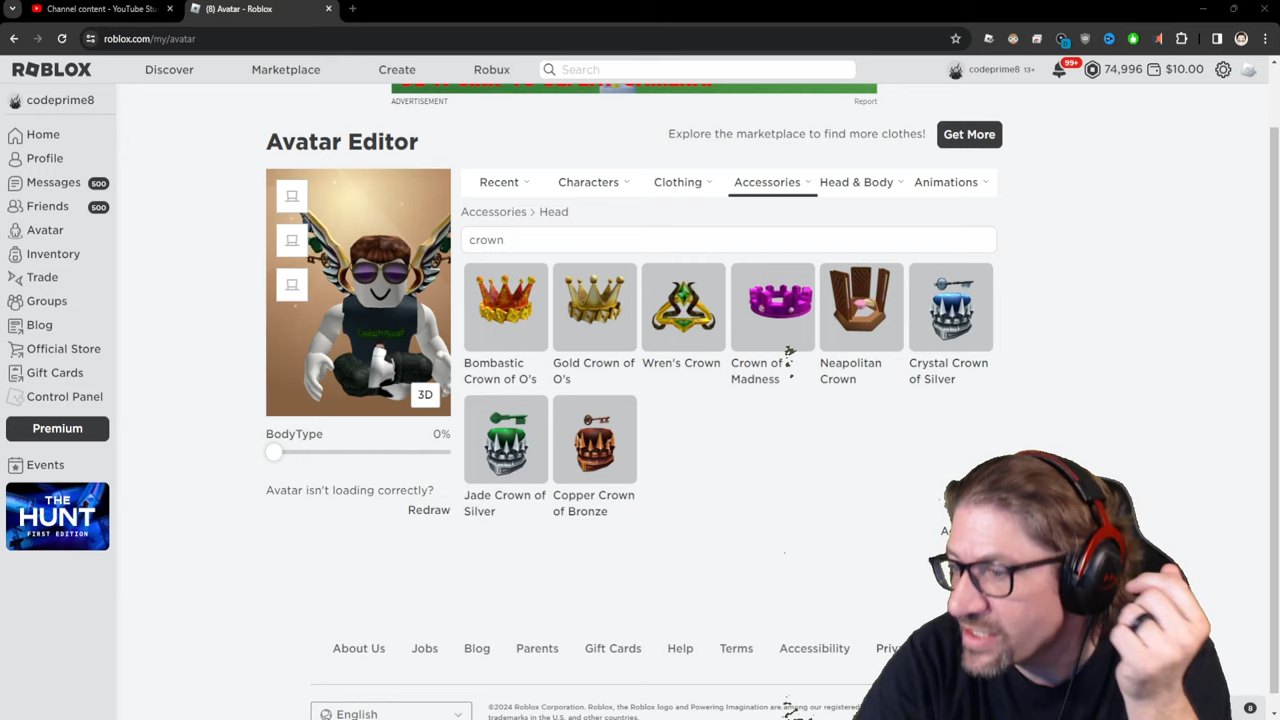 Channel content - YouTube Stu
(8) Avatar - Roblox
roblox.com/my/avatar
ROBLOX
Discover
Marketplace
Create
Robux
Search
codeprime8 13+
99+
74,996
$10.00
ADVERTISEMENT
Report
codeprime8
Home
Profile
Messages 500
Friends 500
Avatar
Inventory
Trade
Groups
Blog
Official Store
Gift Cards
Control Panel
Premium
Events
THE
HUNT
FIRST EDITION
Avatar Editor
Explore the marketplace to find more clothes!
Get More
3D
BodyType 0%
Avatar isn't loading correctly?
Redraw
Recent
Characters
Clothing
Accessories
Head & Body
Animations
Accessories > Head
crown
Bombastic
Crown of O's
Gold Crown of
O's
Wren's Crown
Crown of
Madness
Neapolitan
Crown
Crystal Crown
of Silver
Jade Crown of
Silver
Copper Crown
of Bronze
About Us
Jobs
Blog
Parents
Gift Cards
Help
Terms
Accessibility
English
©2024 Roblox Corporation. Roblox, the Roblox logo and Powering Imagination are among our registered
trademarks in the U.S. and other countries.
8